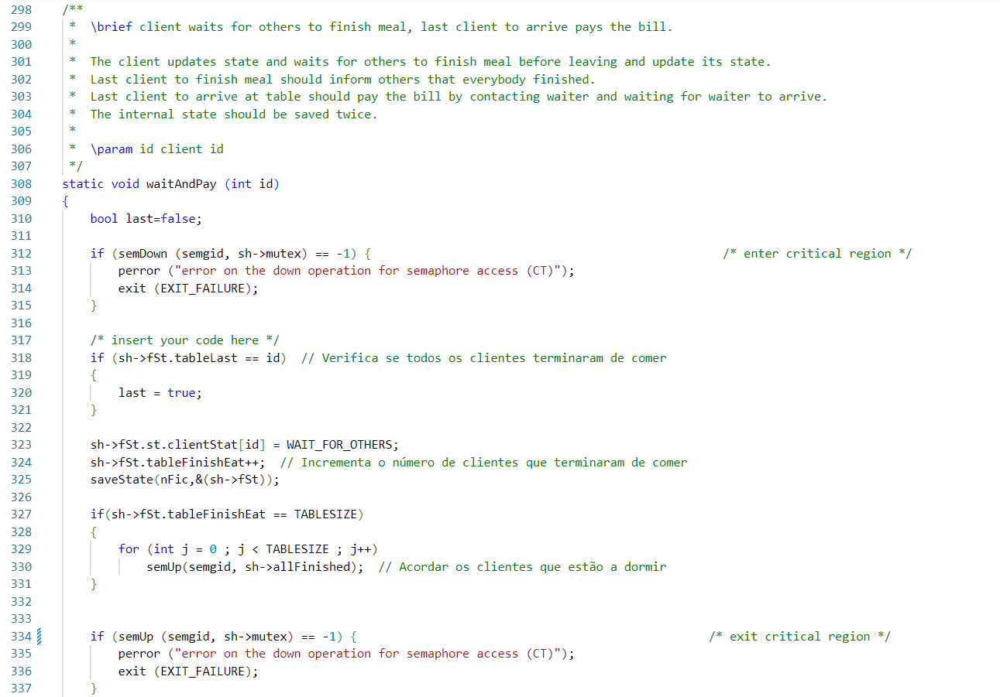 298 /**
299  *  \brief client waits for others to finish meal, last client to arrive pays the bill.
300  *
301  *  The client updates state and waits for others to finish meal before leaving and update its state.
302  *  Last client to finish meal should inform others that everybody finished.
303  *  Last client to arrive at table should pay the bill by contacting waiter and waiting for waiter to arrive.
304  *  The internal state should be saved twice.
305  *
306  *  \param id client id
307  */
308 static void waitAndPay (int id)
309 {
310     bool last=false;
311
312     if (semDown (semgid, sh->mutex) == -1) {                                                  /* enter critical region */
313         perror ("error on the down operation for semaphore access (CT)");
314         exit (EXIT_FAILURE);
315     }
316
317     /* insert your code here */
318     if (sh->fSt.tableLast == id)  // Verifica se todos os clientes terminaram de comer
319     {
320         last = true;
321     }
322
323     sh->fSt.st.clientStat[id] = WAIT_FOR_OTHERS;
324     sh->fSt.tableFinishEat++;  // Incrementa o número de clientes que terminaram de comer
325     saveState(nFic,&(sh->fSt));
326
327     if(sh->fSt.tableFinishEat == TABLESIZE)
328     {
329         for (int j = 0 ; j < TABLESIZE ; j++)
330             semUp(semgid, sh->allFinished);  // Acordar os clientes que estão a dormir
331     }
332
333
334     if (semUp (semgid, sh->mutex) == -1) {                                                  /* exit critical region */
335         perror ("error on the down operation for semaphore access (CT)");
336         exit (EXIT_FAILURE);
337     }